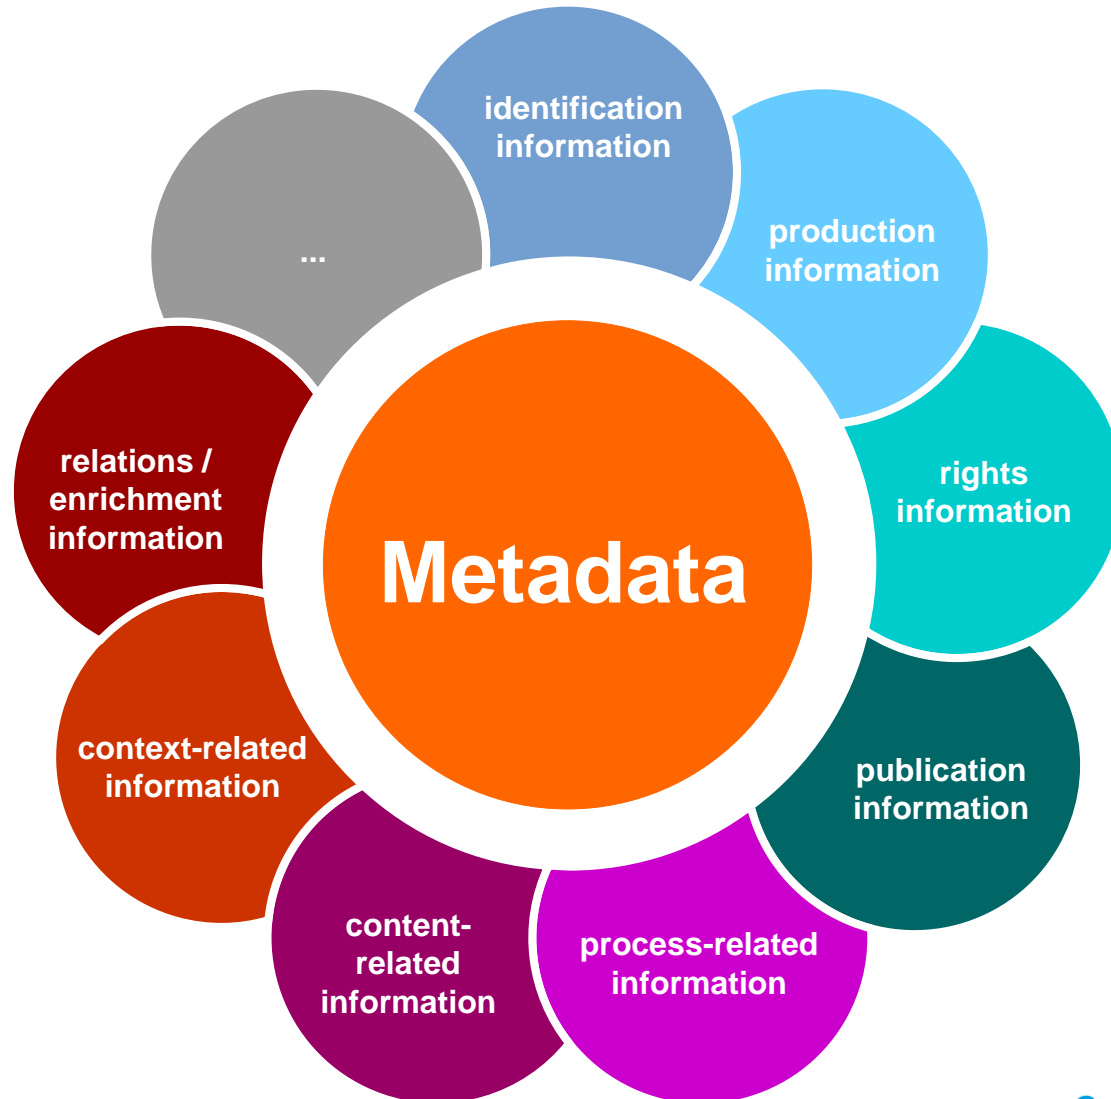 identification
information
production
information
rights
information
publication
information
process-related
information
content-
related
information
context-related
information
relations /
enrichment
information
...
Metadata